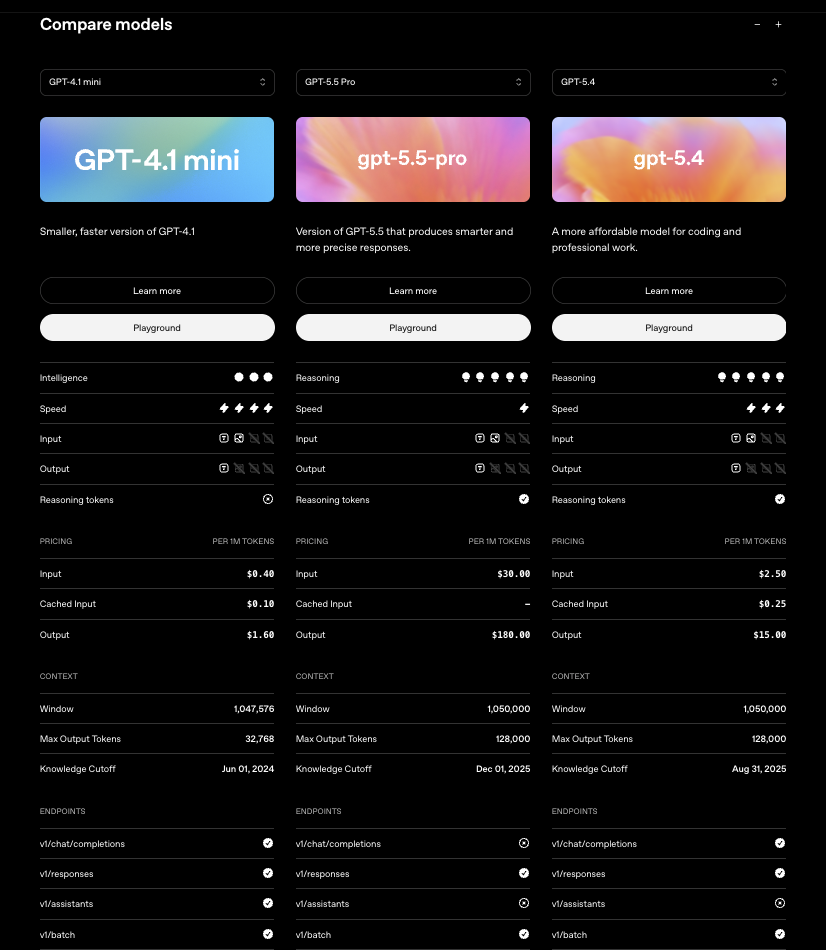 Compare models
− +
GPT-4.1 mini GPT-5.5 Pro GPT-5.4
GPT-4.1 mini gpt-5.5-pro gpt-5.4
Smaller, faster version of GPT-4.1 Version of GPT-5.5 that produces smarter and A more affordable model for coding and
more precise responses. professional work.
Learn more Learn more Learn more
Playground Playground Playground
Intelligence Reasoning Reasoning
Speed Speed Speed
Input Input Input
Output Output Output
Reasoning tokens Reasoning tokens Reasoning tokens
PRICING PER 1M TOKENS PRICING PER 1M TOKENS PRICING PER 1M TOKENS
Input $0.40 Input $30.00 Input $2.50
Cached Input $0.10 Cached Input – Cached Input $0.25
Output $1.60 Output $180.00 Output $15.00
CONTEXT CONTEXT CONTEXT
Window 1,047,576 Window 1,050,000 Window 1,050,000
Max Output Tokens 32,768 Max Output Tokens 128,000 Max Output Tokens 128,000
Knowledge Cutoff Jun 01, 2024 Knowledge Cutoff Dec 01, 2025 Knowledge Cutoff Aug 31, 2025
ENDPOINTS ENDPOINTS ENDPOINTS
v1/chat/completions v1/chat/completions v1/chat/completions
v1/responses v1/responses v1/responses
v1/assistants v1/assistants v1/assistants
v1/batch v1/batch v1/batch